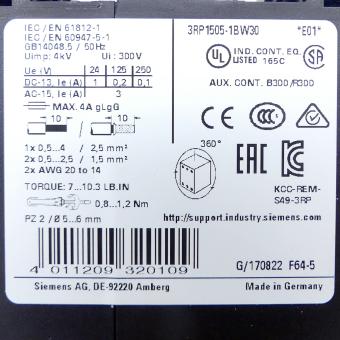 IEC / EN 61812-1
IEC / EN 60947-5-1
GB14048.5 / 50Hz
Uimp: 4kV Ui : 300V
Ue (V) 24 125 250
DC-13, Ie (A) 1 0,2 0,1
AC-15, Ie (A) 3
MAX. 4A gLgG
10 10
1x 0,5...4 / 2,5 mm²
2x 0,5...2,5 / 1,5 mm²
2x AWG 20 to 14
TORQUE: 7...10.3 LB.IN
0,8...1,2 Nm
PZ 2 / Ø 5...6 mm
3RP1505-1BW30 *E01*
UL LISTED IND. CONT. EQ. 165C SA
AUX. CONT. B300/R300
360°
EAC
KCC-REM-
S49-3RP
http://support.industry.siemens.com
4 011209 320109
G/170822 F64-5
Siemens AG, DE-92220 Amberg
Made in Germany